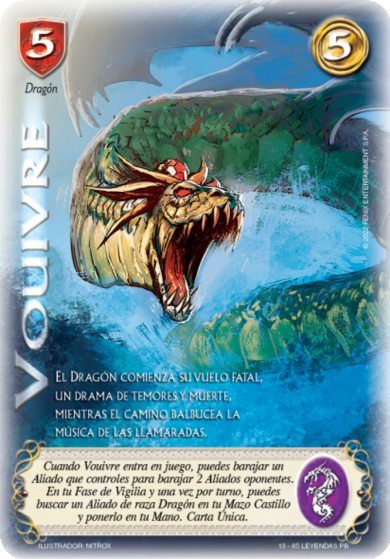 5
5
Dragón
VOUIVRE
© 2022 FENIX ENTERTAINMENT S.P.A.
EL DRAGÓN COMIENZA SU VUELO FATAL,
UN DRAMA DE TEMORES Y MUERTE,
MIENTRAS EL CAMINO BALBUCEA LA
MÚSICA DE LAS LLAMARADAS.
Cuando Vouivre entra en juego, puedes barajar un
Aliado que controles para barajar 2 Aliados oponentes.
En tu Fase de Vigilia y una vez por turno, puedes
buscar un Aliado de raza Dragón en tu Mazo Castillo
y ponerlo en tu Mano. Carta Única.
ILUSTRADOR: NITROX
13 - 85 LEYENDAS PB